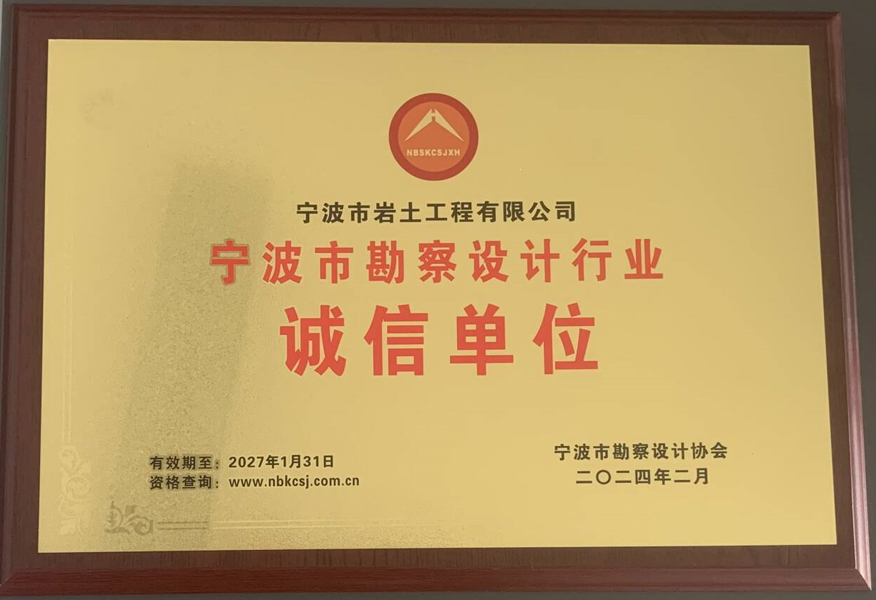 NBSKCSJXH
宁波市岩土工程有限公司
宁波市勘察设计行业
诚信单位
有效期至：2027年1月31日
资格查询：www.nbkcsj.com.cn
宁波市勘察设计协会
二〇二四年二月